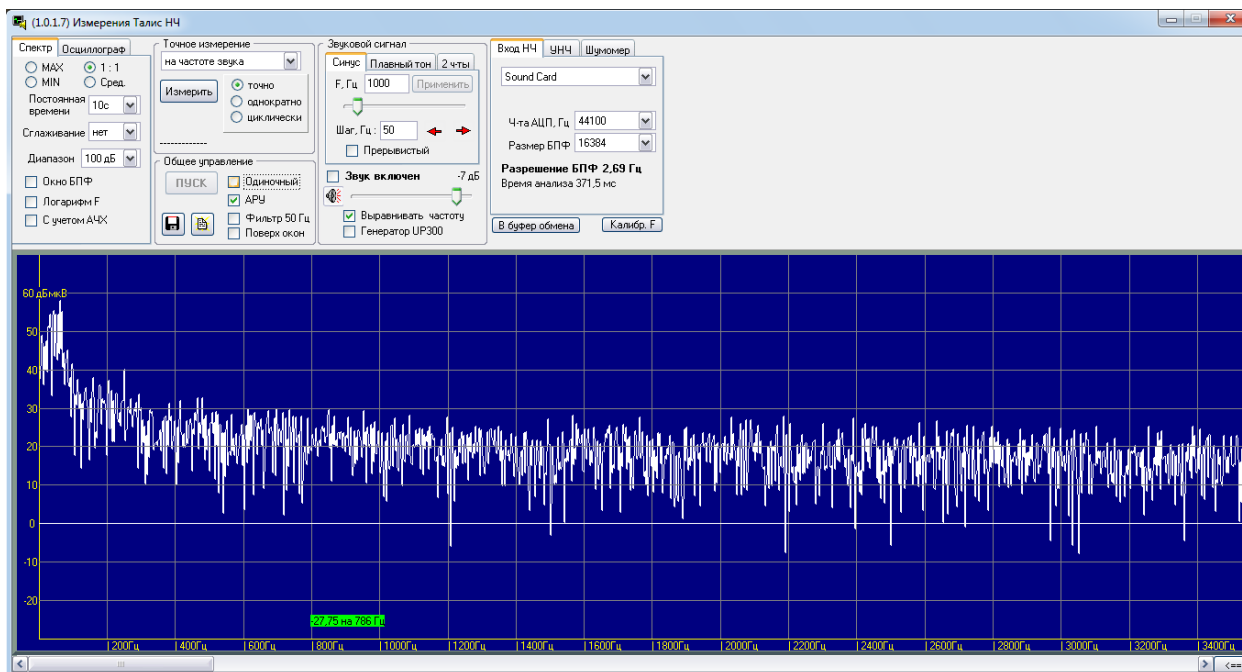 (1.0.1.7) Измерения Талис НЧ
Спектр Осциллограф
MAX 1 : 1
MIN Сред.
Постоянная времени 10с
Сглаживание нет
Диапазон 100 дБ
Окно БПФ
Логарифм F
С учетом АЧХ
Точное измерение
на частоте звука
Измерить
точно
однократно
циклически
-------------
Общее управление
ПУСК
Одиночный
АРУ
Фильтр 50 Гц
Поверх окон
Звуковой сигнал
Синус Плавный тон 2 ч-ты
F, Гц 1000 Применить
Шаг, Гц : 50
Прерывистый
Звук включен -7 дБ
Выравнивать частоту
Генератор UP300
Вход НЧ УНЧ Шумомер
Sound Card
Ч-та АЦП, Гц 44100
Размер БПФ 16384
Разрешение БПФ 2,69 Гц
Время анализа 371,5 мс
В буфер обмена Калибр. F
60 дБмкВ
50
40
30
20
10
0
-10
-20
-27,75 на 786 Гц
200Гц 400Гц 600Гц 800Гц 1000Гц 1200Гц 1400Гц 1600Гц 1800Гц 2000Гц 2200Гц 2400Гц 2600Гц 2800Гц 3000Гц 3200Гц 3400Гц
<==